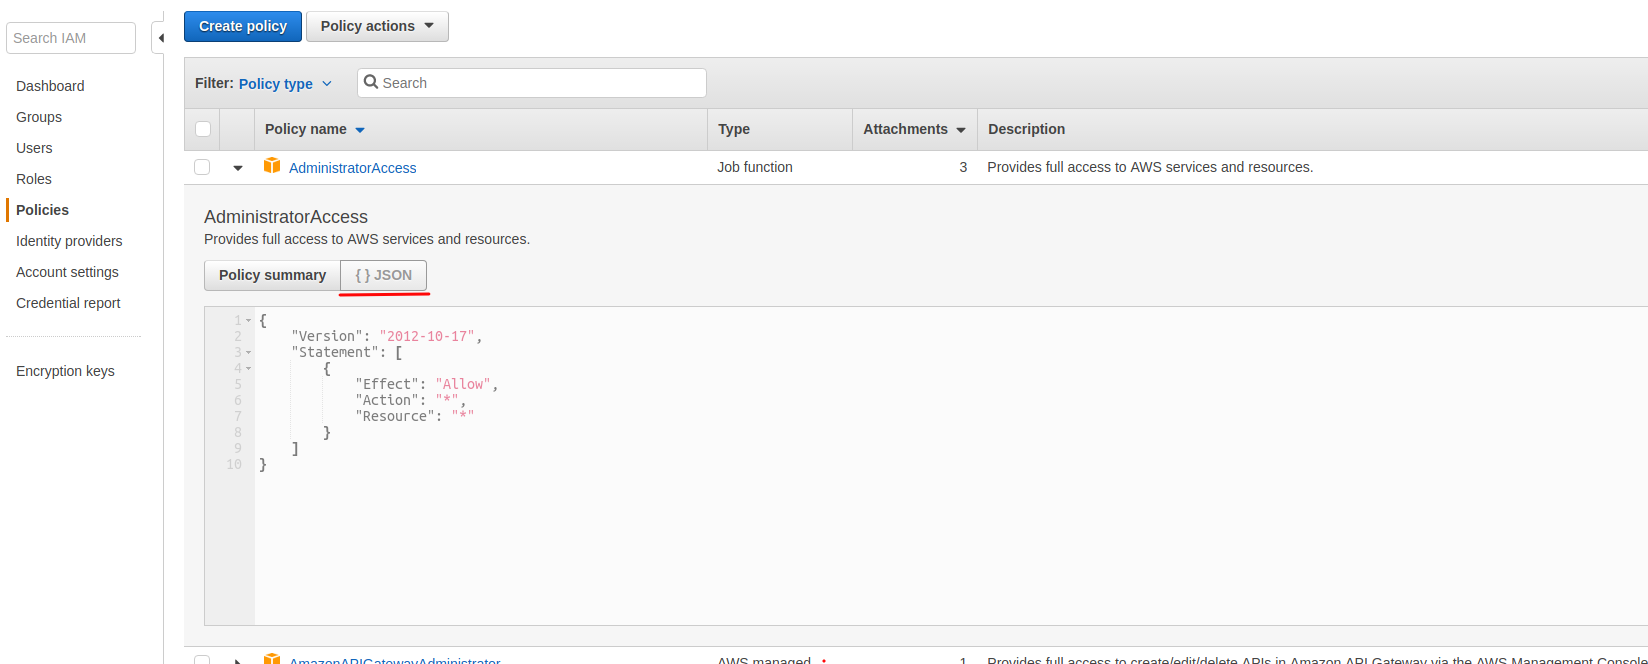 Search IAM
Dashboard
Groups
Users
Roles
Policies
Identity providers
Account settings
Credential report
Encryption keys
Create policy Policy actions
Filter: Policy type Search
Policy name Type Attachments Description
AdministratorAccess Job function 3 Provides full access to AWS services and resources.
AdministratorAccess
Provides full access to AWS services and resources.
Policy summary { } JSON
1 {
2 "Version": "2012-10-17",
3 "Statement": [
4 {
5 "Effect": "Allow",
6 "Action": "*",
7 "Resource": "*"
8 }
9 ]
10 }
AmazonAPIGatewayAdministrator AWS managed 1 Provides full access to create/edit/delete APIs in Amazon API Gateway via the AWS Management Console